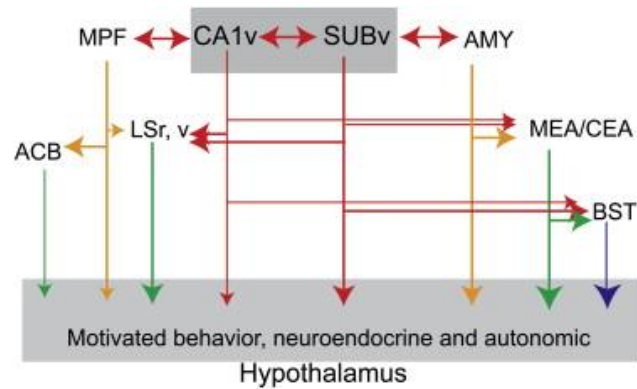 MPF CA1v SUBv AMY
LSr, v
MEA/CEA
ACB
BST
Motivated behavior, neuroendocrine and autonomic
Hypothalamus